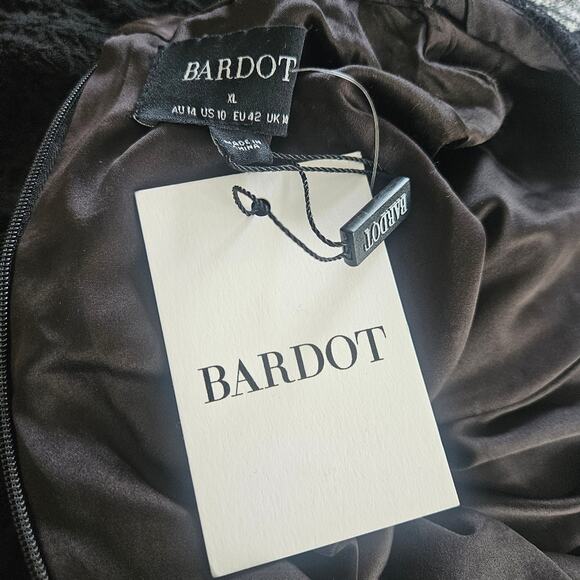 BARDOT
XL
AU 14 US 10 EU 42 UK 14
MADE IN
CHINA
BARDOT
BARDOT